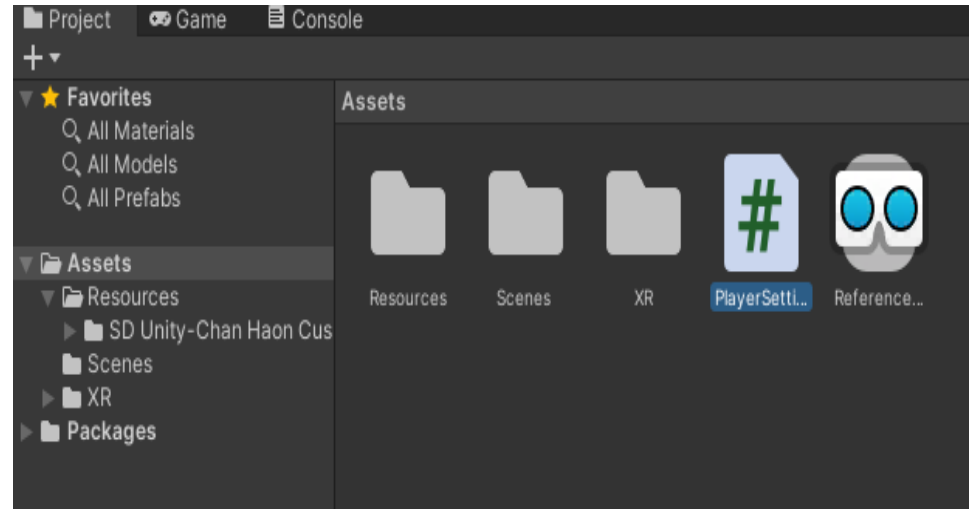 Project Game Console
Favorites
All Materials
All Models
All Prefabs
Assets
Resources
SD Unity-Chan Haon Cus
Scenes
XR
Packages
Assets
Resources Scenes XR PlayerSetti... Reference...